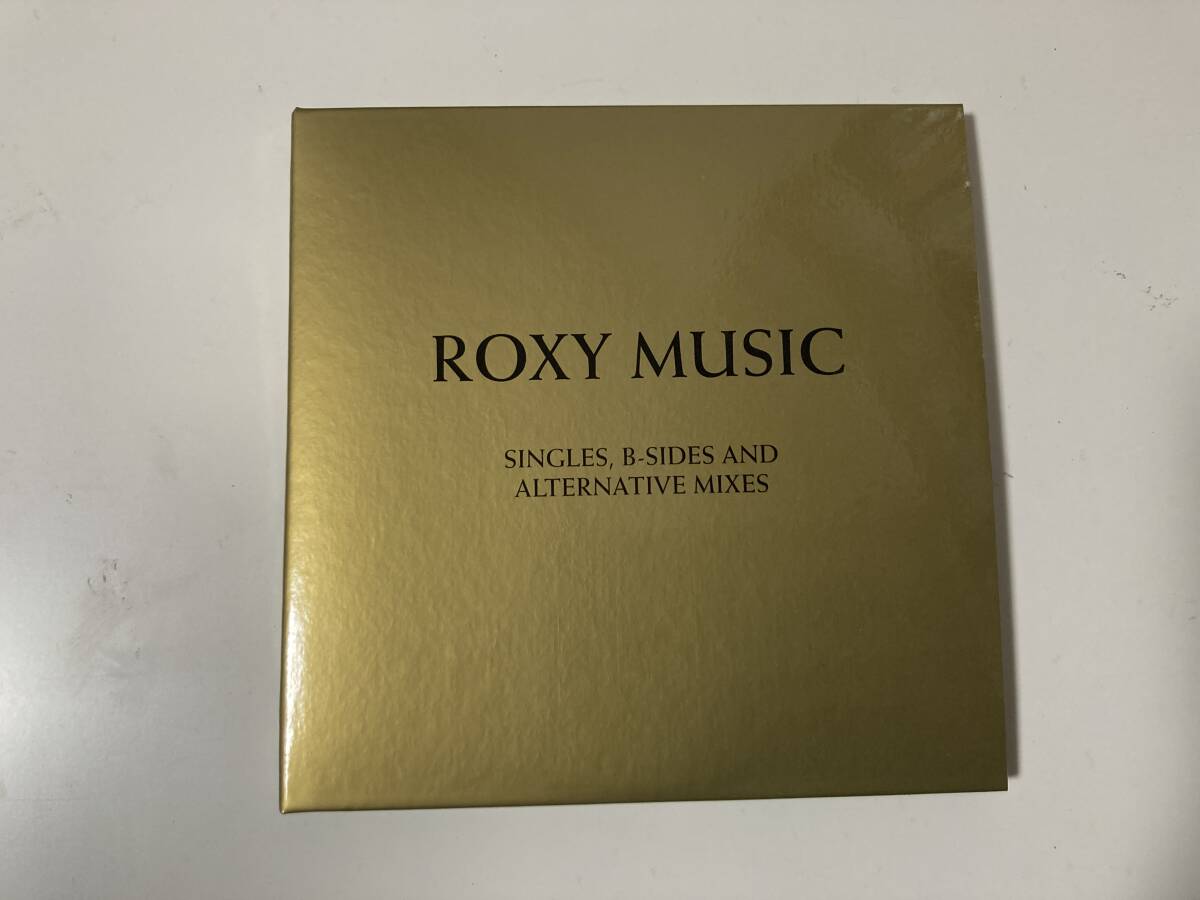 ROXY MUSIC
SINGLES, B-SIDES AND
ALTERNATIVE MIXES